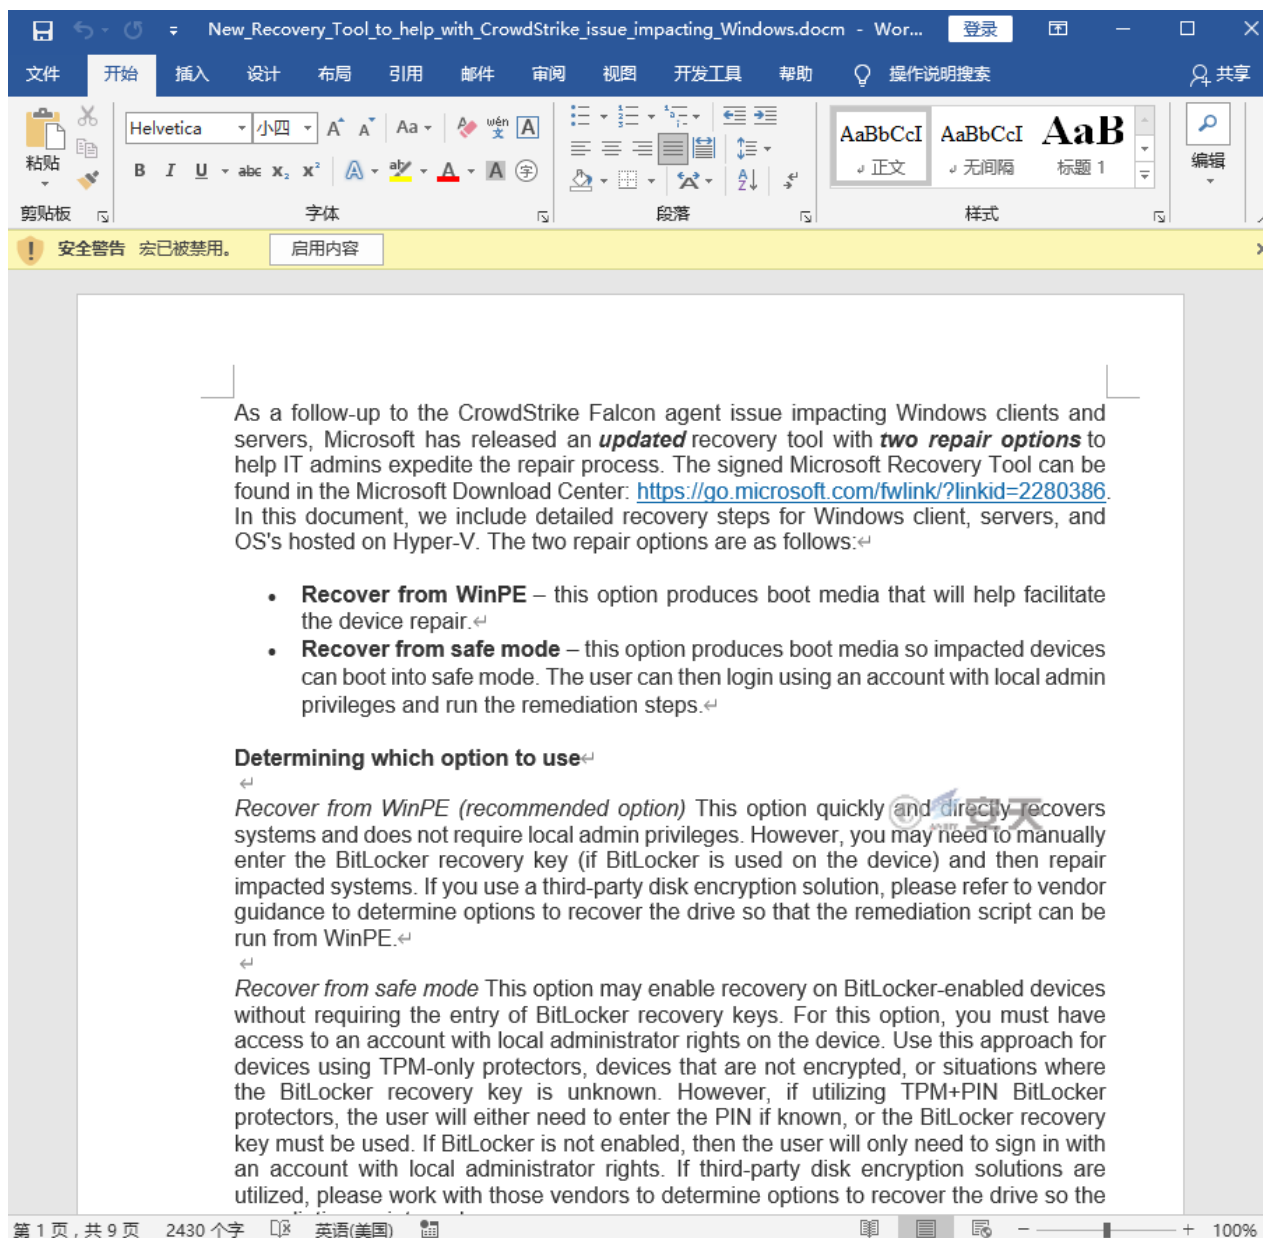 New_Recovery_Tool_to_help_with_CrowdStrike_issue_impacting_Windows.docm - Wor... 登录
文件 开始 插入 设计 布局 引用 邮件 审阅 视图 开发工具 帮助 操作说明搜索 共享
粘贴 Helvetica 小四 A A Aa wén 文 A AaBbCcI AaBbCcI AaB 编辑
B I U abc x₂ x² A aby A A 字 正文 无间隔 标题 1
剪贴板 字体 段落 样式
安全警告 宏已被禁用。 启用内容
As a follow-up to the CrowdStrike Falcon agent issue impacting Windows clients and
servers, Microsoft has released an updated recovery tool with two repair options to
help IT admins expedite the repair process. The signed Microsoft Recovery Tool can be
found in the Microsoft Download Center: https://go.microsoft.com/fwlink/?linkid=2280386.
In this document, we include detailed recovery steps for Windows client, servers, and
OS's hosted on Hyper-V. The two repair options are as follows:
• Recover from WinPE – this option produces boot media that will help facilitate
the device repair.
• Recover from safe mode – this option produces boot media so impacted devices
can boot into safe mode. The user can then login using an account with local admin
privileges and run the remediation steps.
Determining which option to use
Recover from WinPE (recommended option) This option quickly and directly recovers
安天
systems and does not require local admin privileges. However, you may need to manually
enter the BitLocker recovery key (if BitLocker is used on the device) and then repair
impacted systems. If you use a third-party disk encryption solution, please refer to vendor
guidance to determine options to recover the drive so that the remediation script can be
run from WinPE.
Recover from safe mode This option may enable recovery on BitLocker-enabled devices
without requiring the entry of BitLocker recovery keys. For this option, you must have
access to an account with local administrator rights on the device. Use this approach for
devices using TPM-only protectors, devices that are not encrypted, or situations where
the BitLocker recovery key is unknown. However, if utilizing TPM+PIN BitLocker
protectors, the user will either need to enter the PIN if known, or the BitLocker recovery
key must be used. If BitLocker is not enabled, then the user will only need to sign in with
an account with local administrator rights. If third-party disk encryption solutions are
utilized, please work with those vendors to determine options to recover the drive so the
第 1 页，共 9 页 2430 个字 英语(美国) 100%